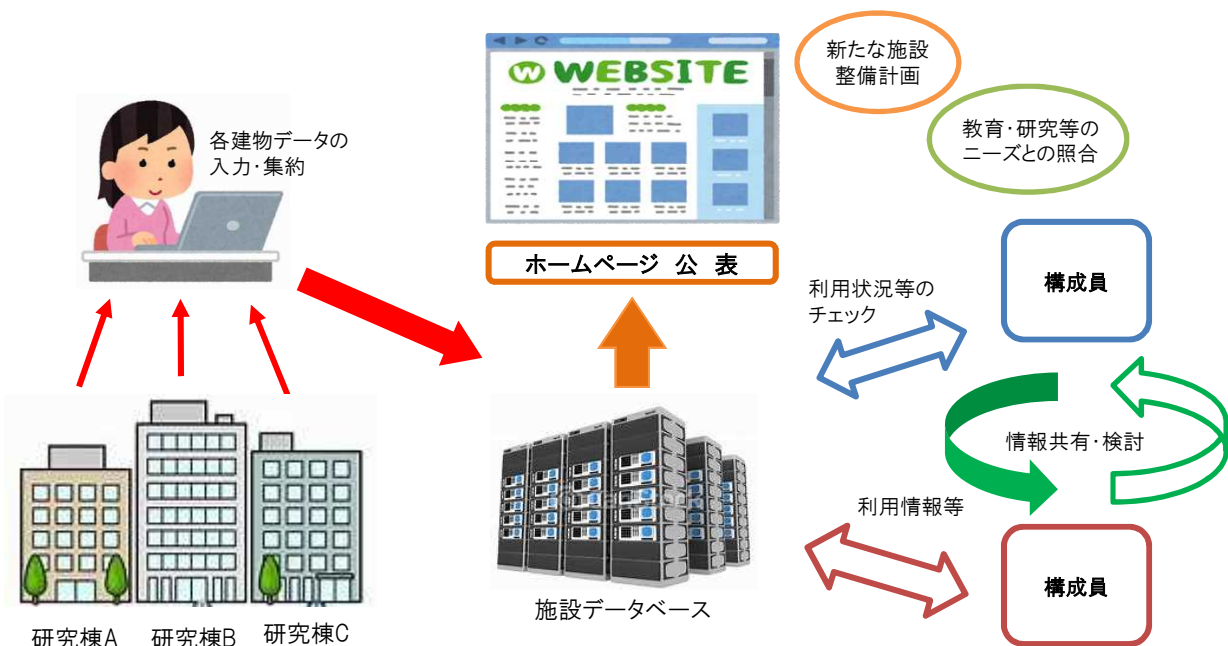 WEBSITE
新たな施設
整備計画
教育・研究等の
ニーズとの照合
各建物データの
入力・集約
ホームページ 公 表
利用状況等の
チェック
構成員
情報共有・検討
利用情報等
構成員
施設データベース
研究棟A
研究棟B
研究棟C